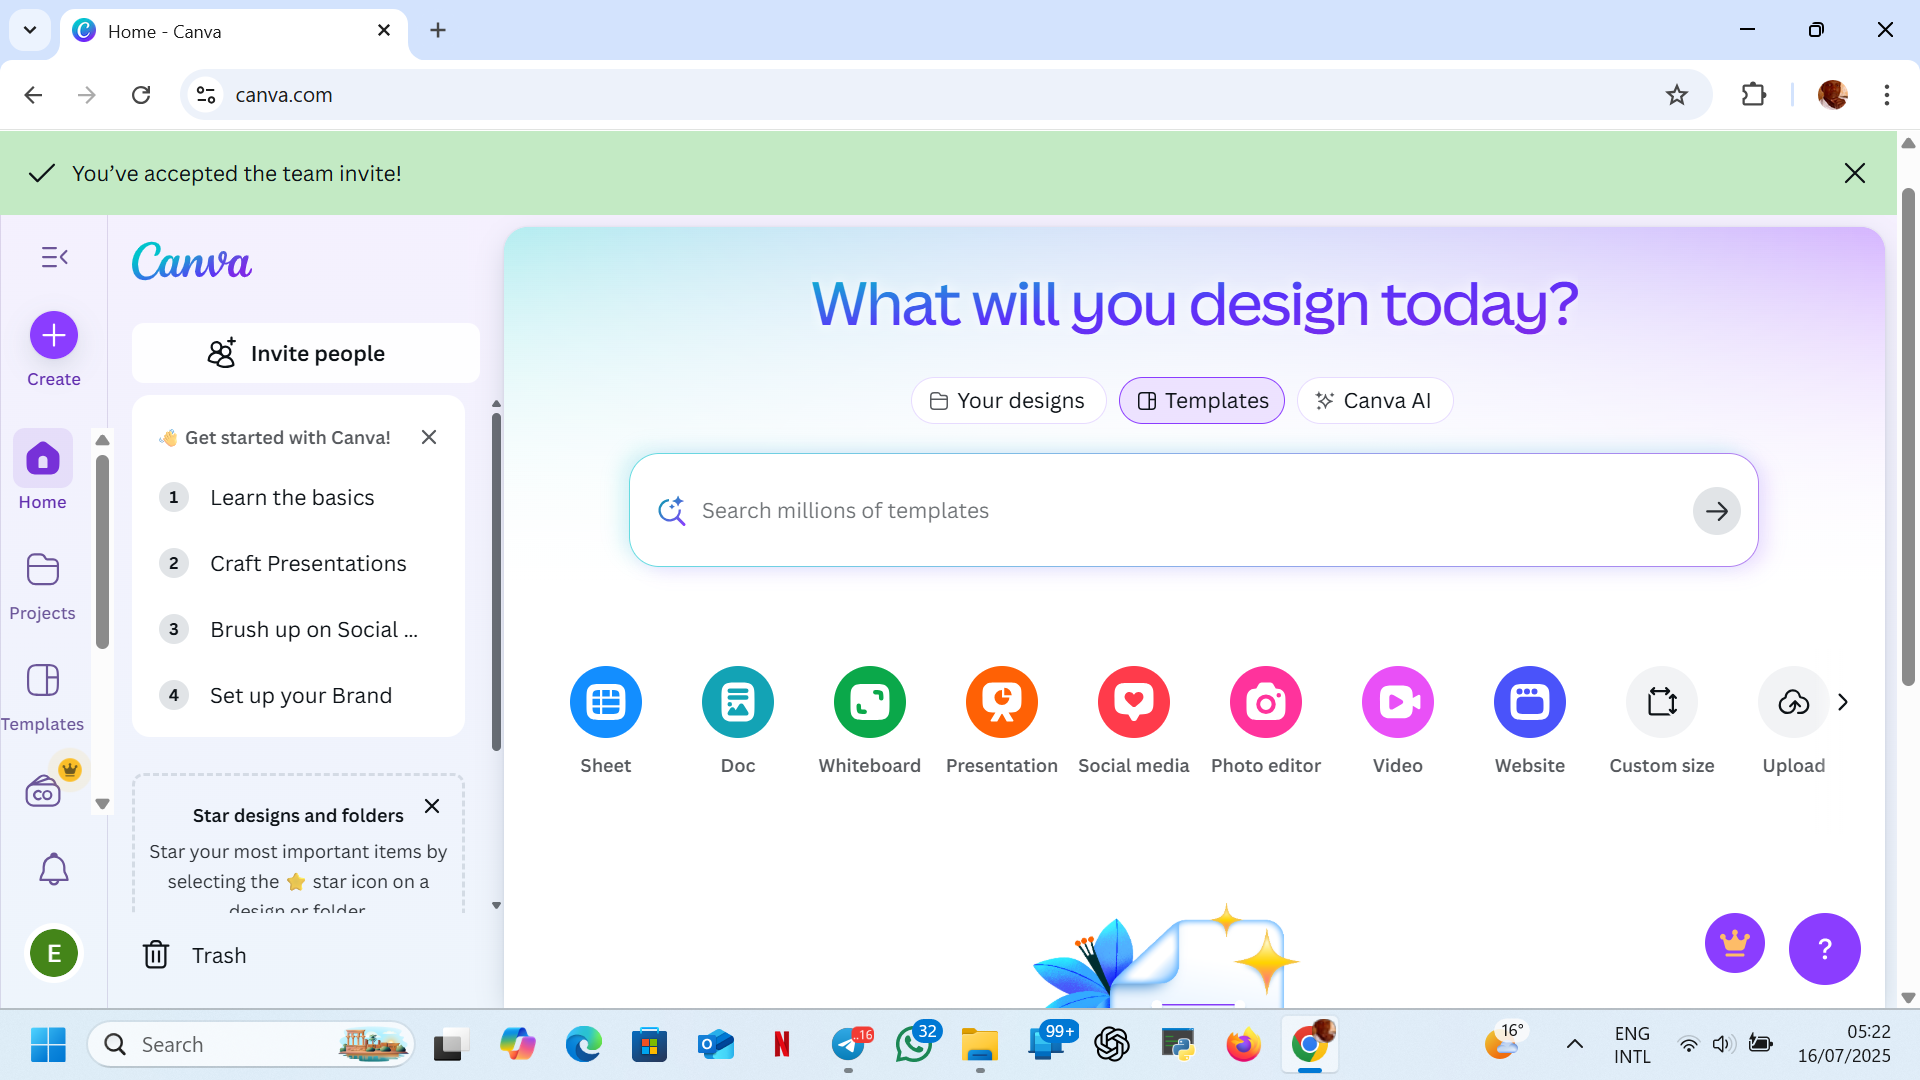 Home - Canva
canva.com
You’ve accepted the team invite!
Canva
Invite people
Create
Home
Projects
Templates
CO
E
👋 Get started with Canva!
1 Learn the basics
2 Craft Presentations
3 Brush up on Social ...
4 Set up your Brand
Star designs and folders
Star your most important items by
selecting the ⭐ star icon on a
design or folder
Trash
What will you design today?
Your designs
Templates
Canva AI
Search millions of templates
Sheet
Doc
Whiteboard
Presentation
Social media
Photo editor
Video
Website
Custom size
Upload
?
Search
..16
32
99+
16°
ENG
INTL
05:22
16/07/2025